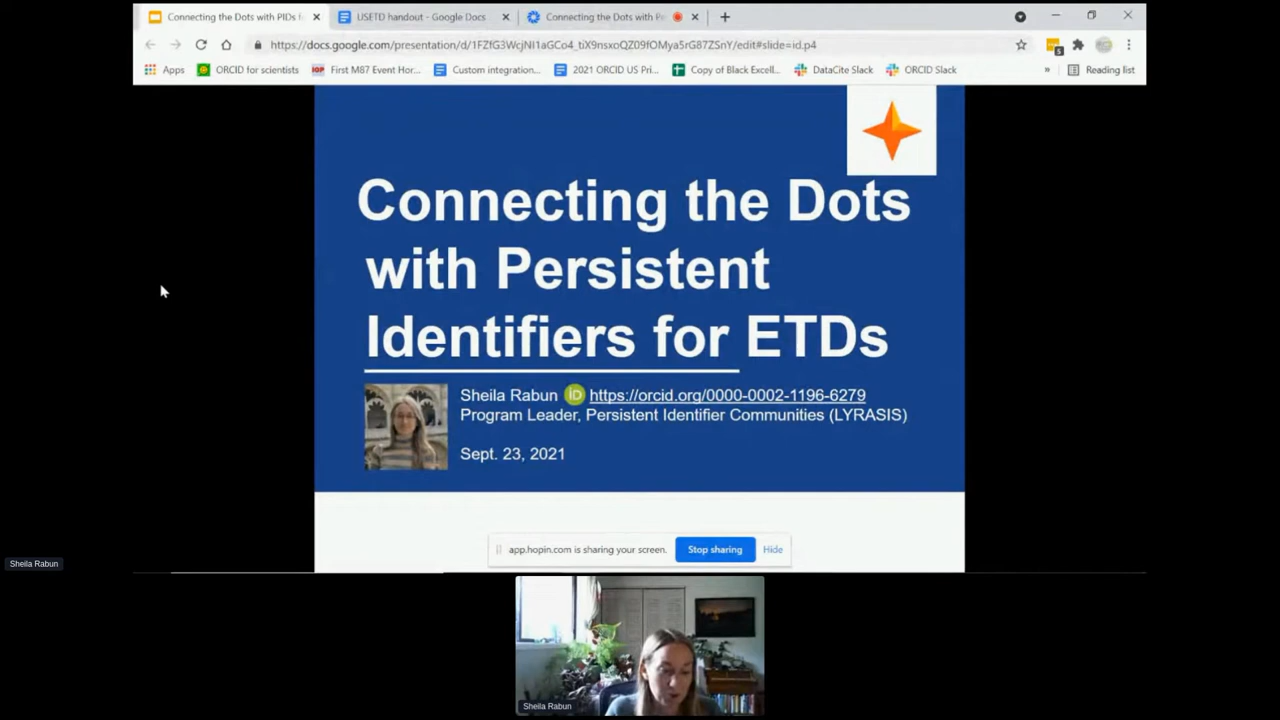 Connecting the Dots with PIDs f
USETD handout - Google Docs
Connecting the Dots with P
https://docs.google.com/presentation/d/1FZfG3WcjNI1aGCo4_tiX9nsxoQZ09fOMya5rG87ZSnY/edit#slide=id.p4
Apps
ORCID for scientists
First M87 Event Hor...
Custom integration...
2021 ORCID US Pri...
Copy of Black Excell...
DataCite Slack
ORCID Slack
»
Reading list
Connecting the Dots
with Persistent
Identifiers for ETDs
Sheila Rabun iD https://orcid.org/0000-0002-1196-6279
Program Leader, Persistent Identifier Communities (LYRASIS)
Sept. 23, 2021
app.hopin.com is sharing your screen. Stop sharing Hide
Sheila Rabun
Sheila Rabun